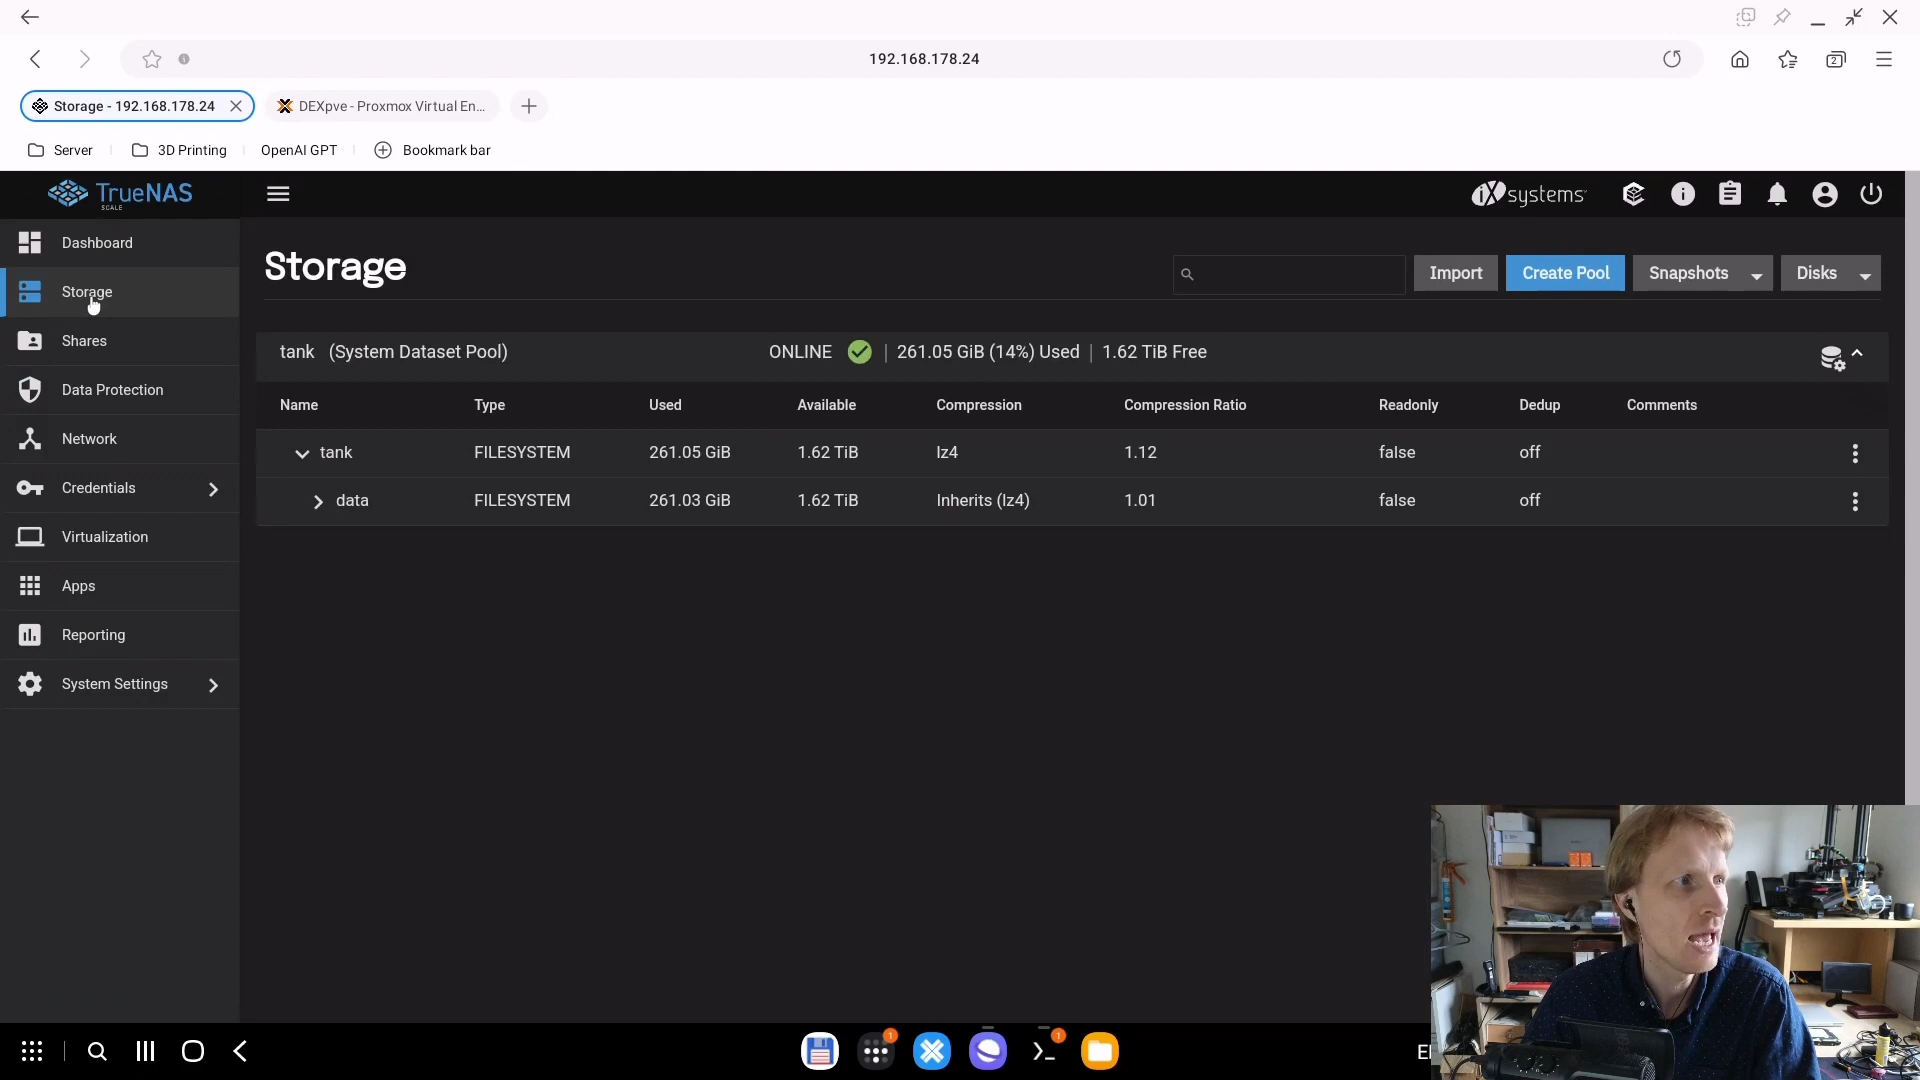 192.168.178.24
2
Storage - 192.168.178.24
DEXpve - Proxmox Virtual En...
Server
3D Printing
OpenAI GPT
Bookmark bar
TrueNAS
SCALE
iXsystems
Dashboard
Storage
Shares
Data Protection
Network
Credentials
Virtualization
Apps
Reporting
System Settings
Storage
Import
Create Pool
Snapshots
Disks
tank (System Dataset Pool)
ONLINE | 261.05 GiB (14%) Used | 1.62 TiB Free
Name Type Used Available Compression Compression Ratio Readonly Dedup Comments
tank FILESYSTEM 261.05 GiB 1.62 TiB lz4 1.12 false off
data FILESYSTEM 261.03 GiB 1.62 TiB Inherits (lz4) 1.01 false off
1
1